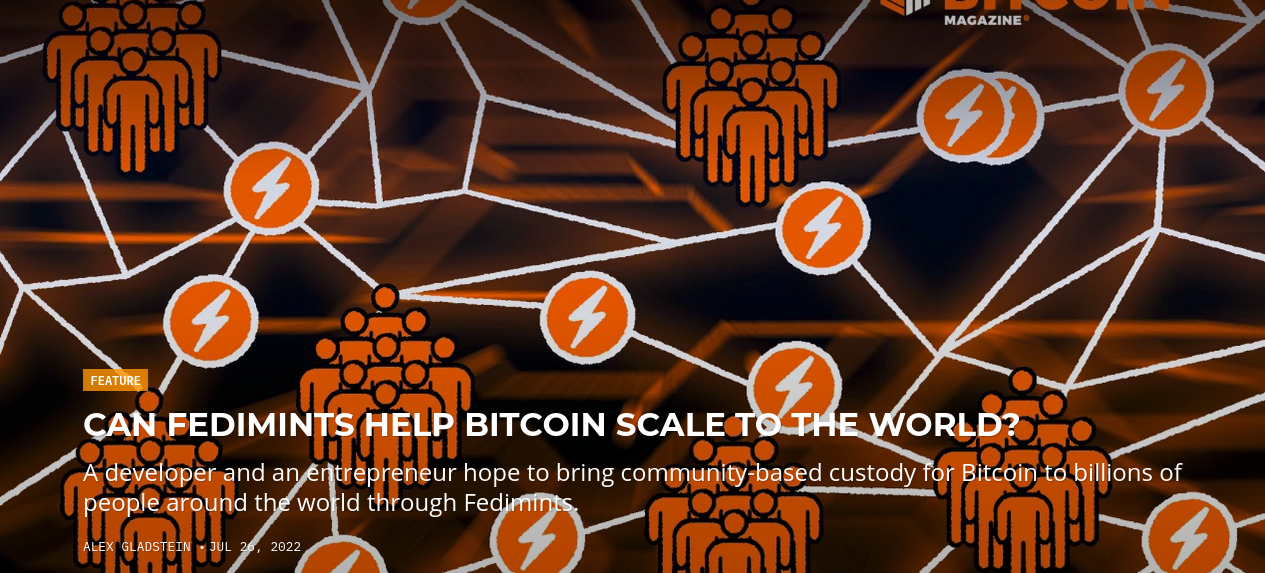 BITCOIN
MAGAZINE®
FEATURE
CAN FEDIMINTS HELP BITCOIN SCALE TO THE WORLD?
A developer and an entrepreneur hope to bring community-based custody for Bitcoin to billions of
people around the world through Fedimints.
ALEX GLADSTEIN • JUL 26, 2022